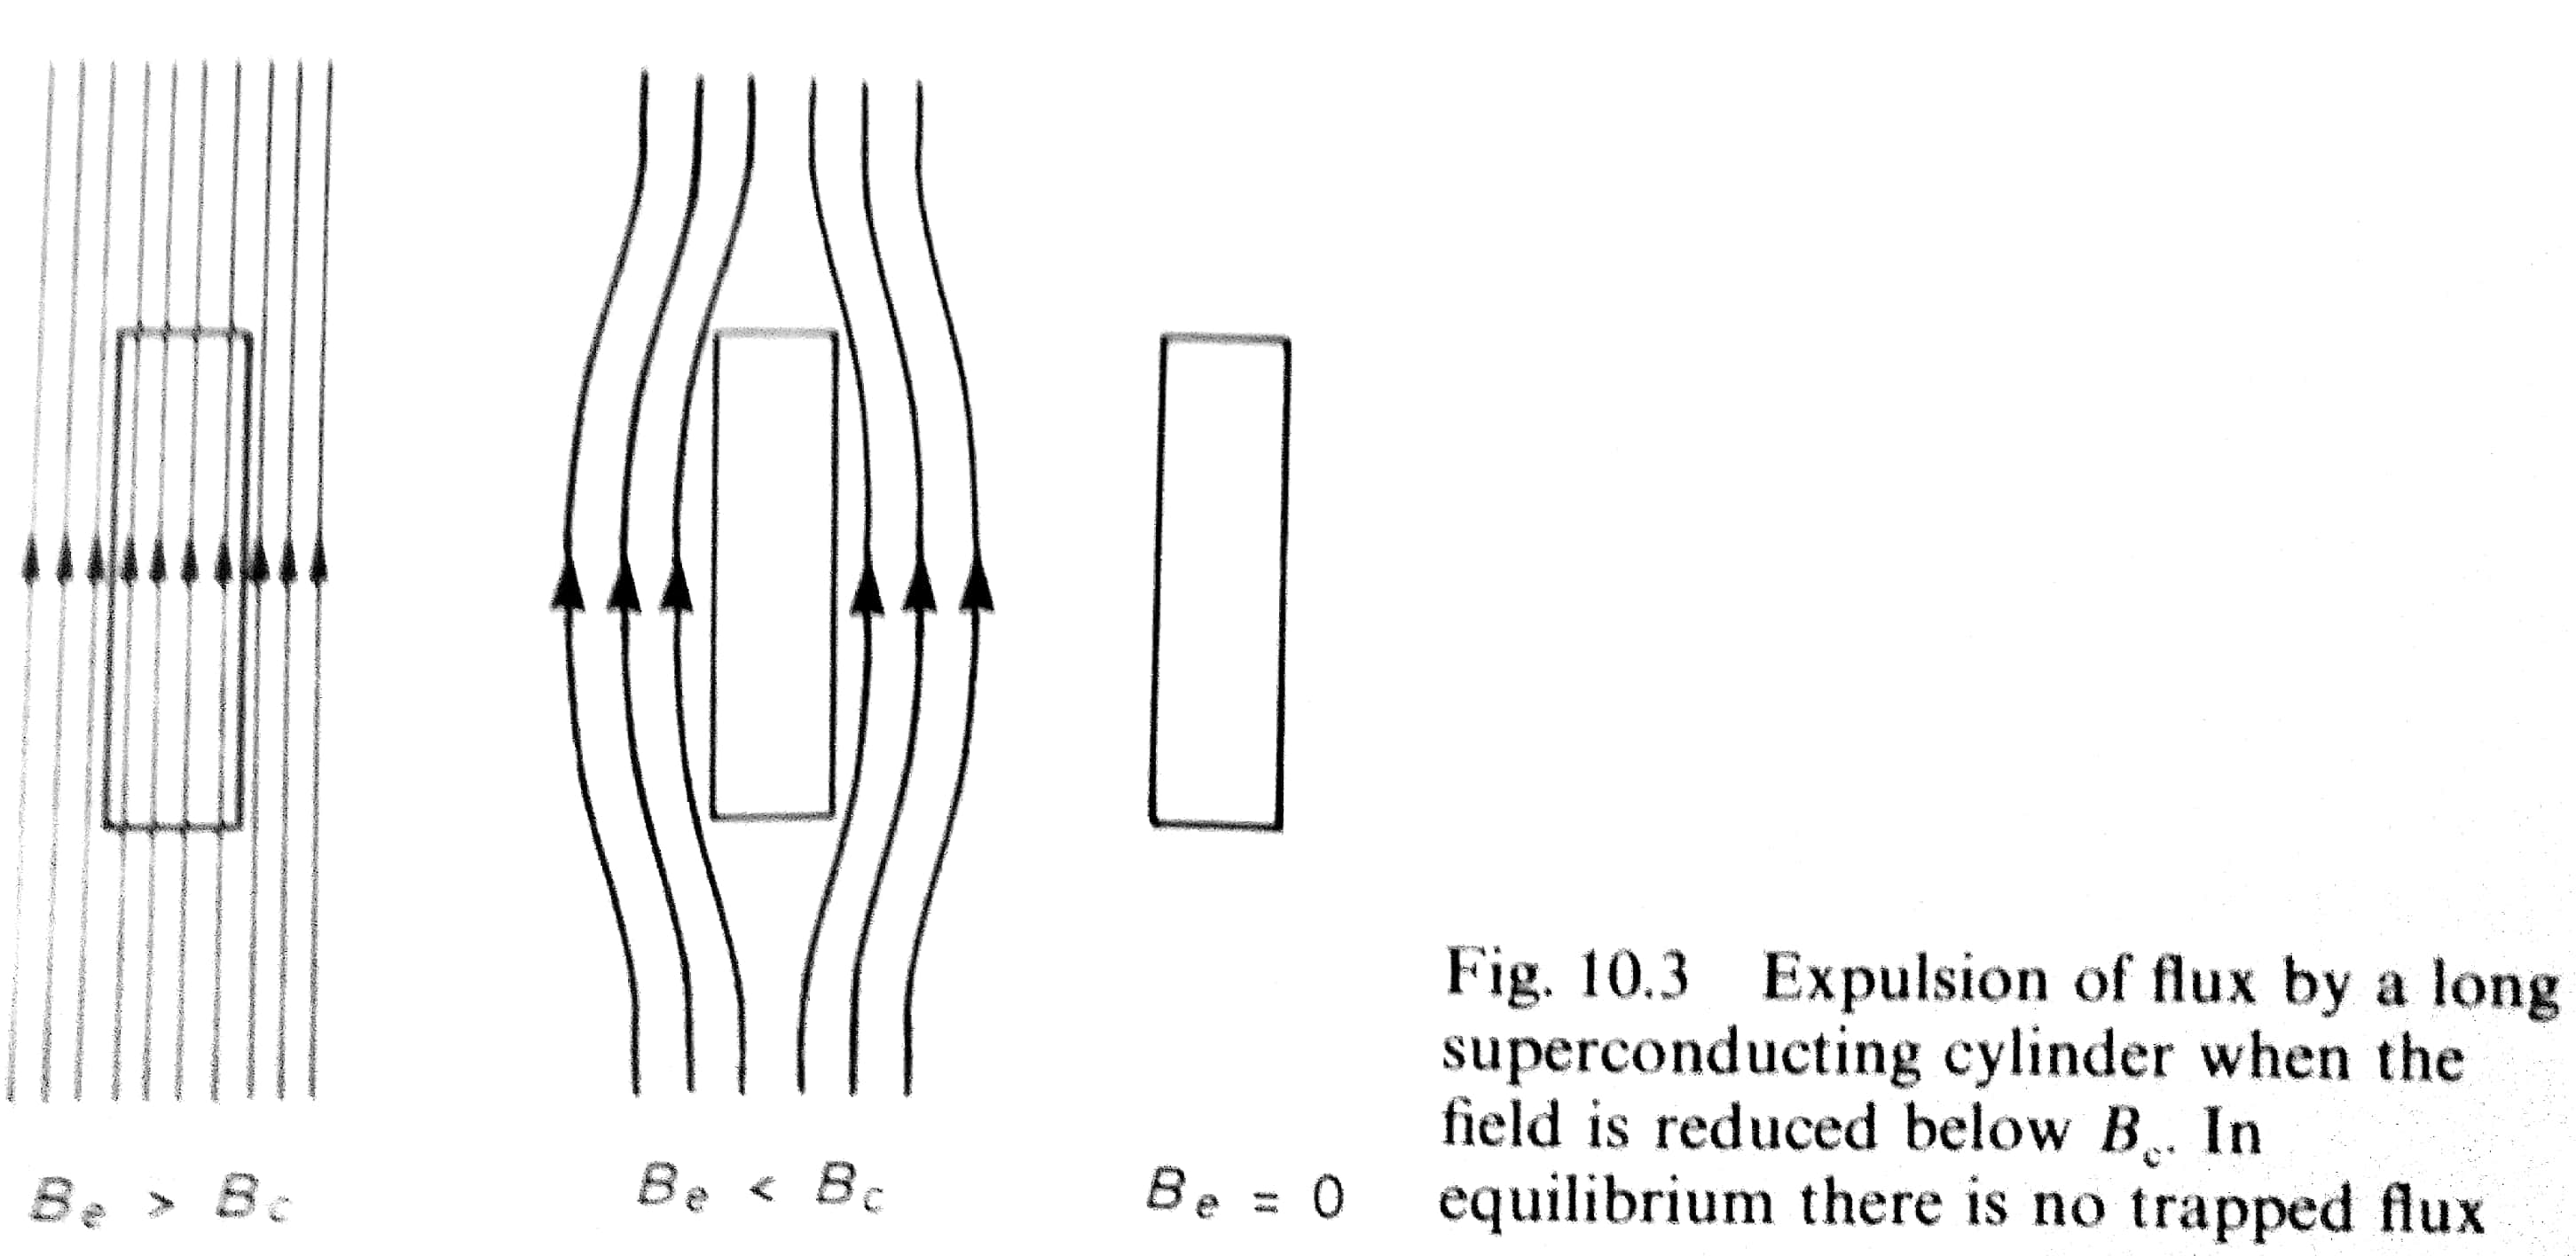 B_e > B_c
B_e < B_c
B_e = 0
Fig. 10.3 Expulsion of flux by a long
superconducting cylinder when the
field is reduced below B_c. In
equilibrium there is no trapped flux